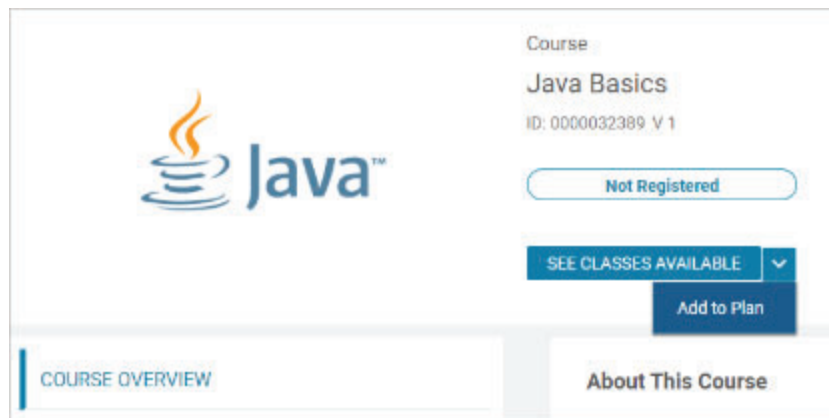 Course
Java Basics
ID: 0000032389 V 1
Java™
Not Registered
SEE CLASSES AVAILABLE
Add to Plan
COURSE OVERVIEW
About This Course